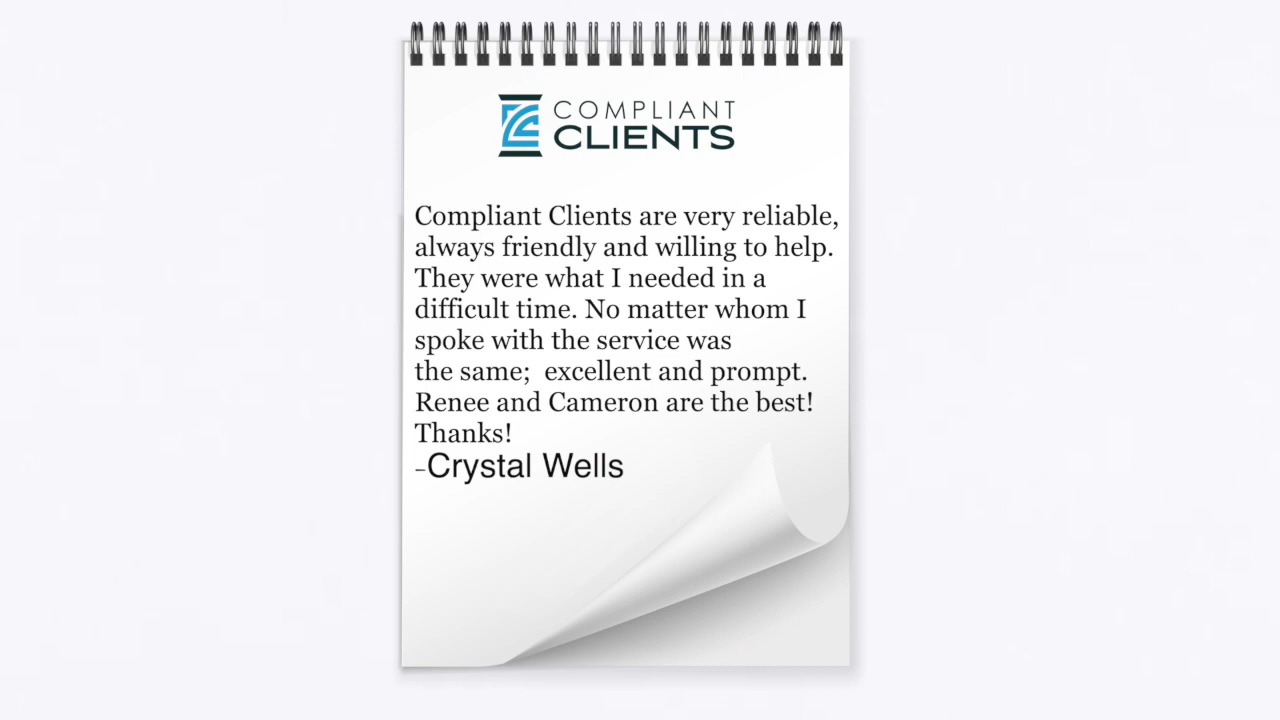 COMPLIANT
CLIENTS
Compliant Clients are very reliable,
always friendly and willing to help.
They were what I needed in a
difficult time. No matter whom I
spoke with the service was
the same;  excellent and prompt.
Renee and Cameron are the best!
Thanks!
-Crystal Wells